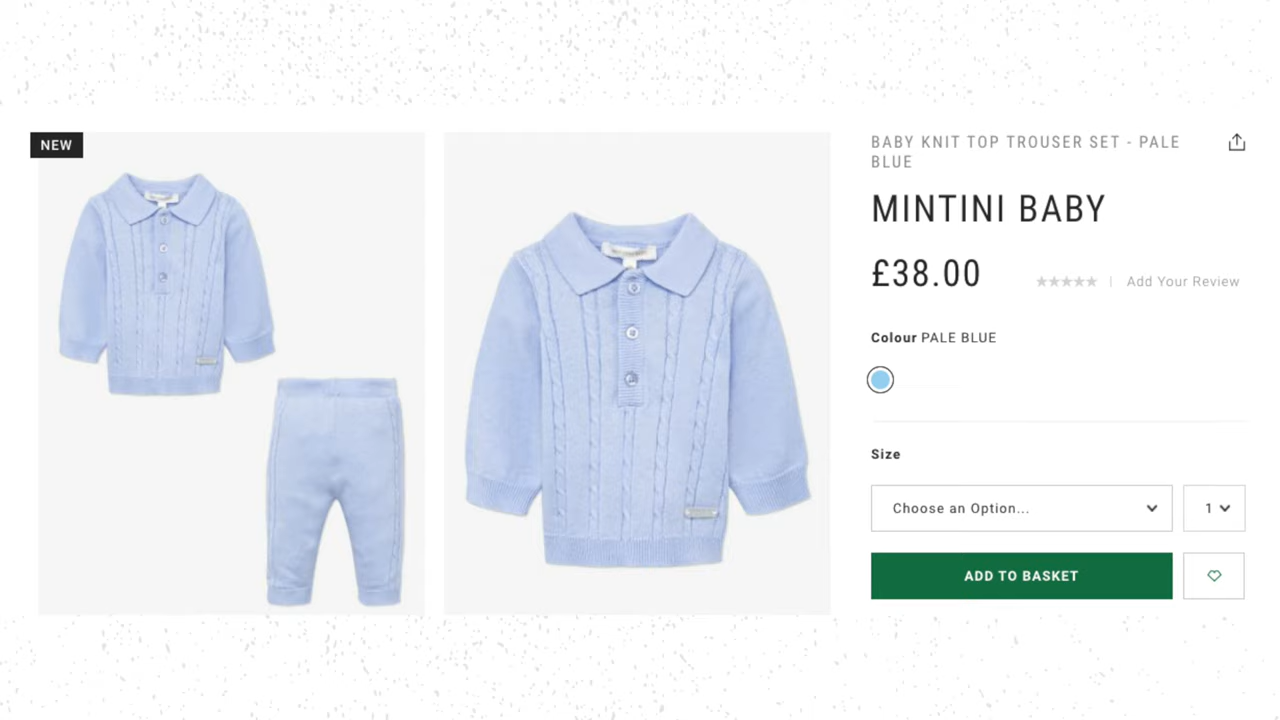 NEW
BABY KNIT TOP TROUSER SET - PALE
BLUE
MINTINI BABY
£38.00
| Add Your Review
Colour PALE BLUE
Size
Choose an Option...
1
ADD TO BASKET